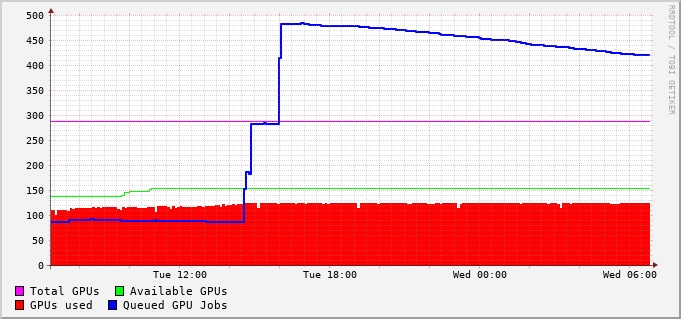 500
450
400
350
300
250
200
150
100
50
0
Tue 12:00 Tue 18:00 Wed 00:00 Wed 06:00
Total GPUs Available GPUs
GPUs used Queued GPU Jobs
RRDTOOL / TOBI OETIKER